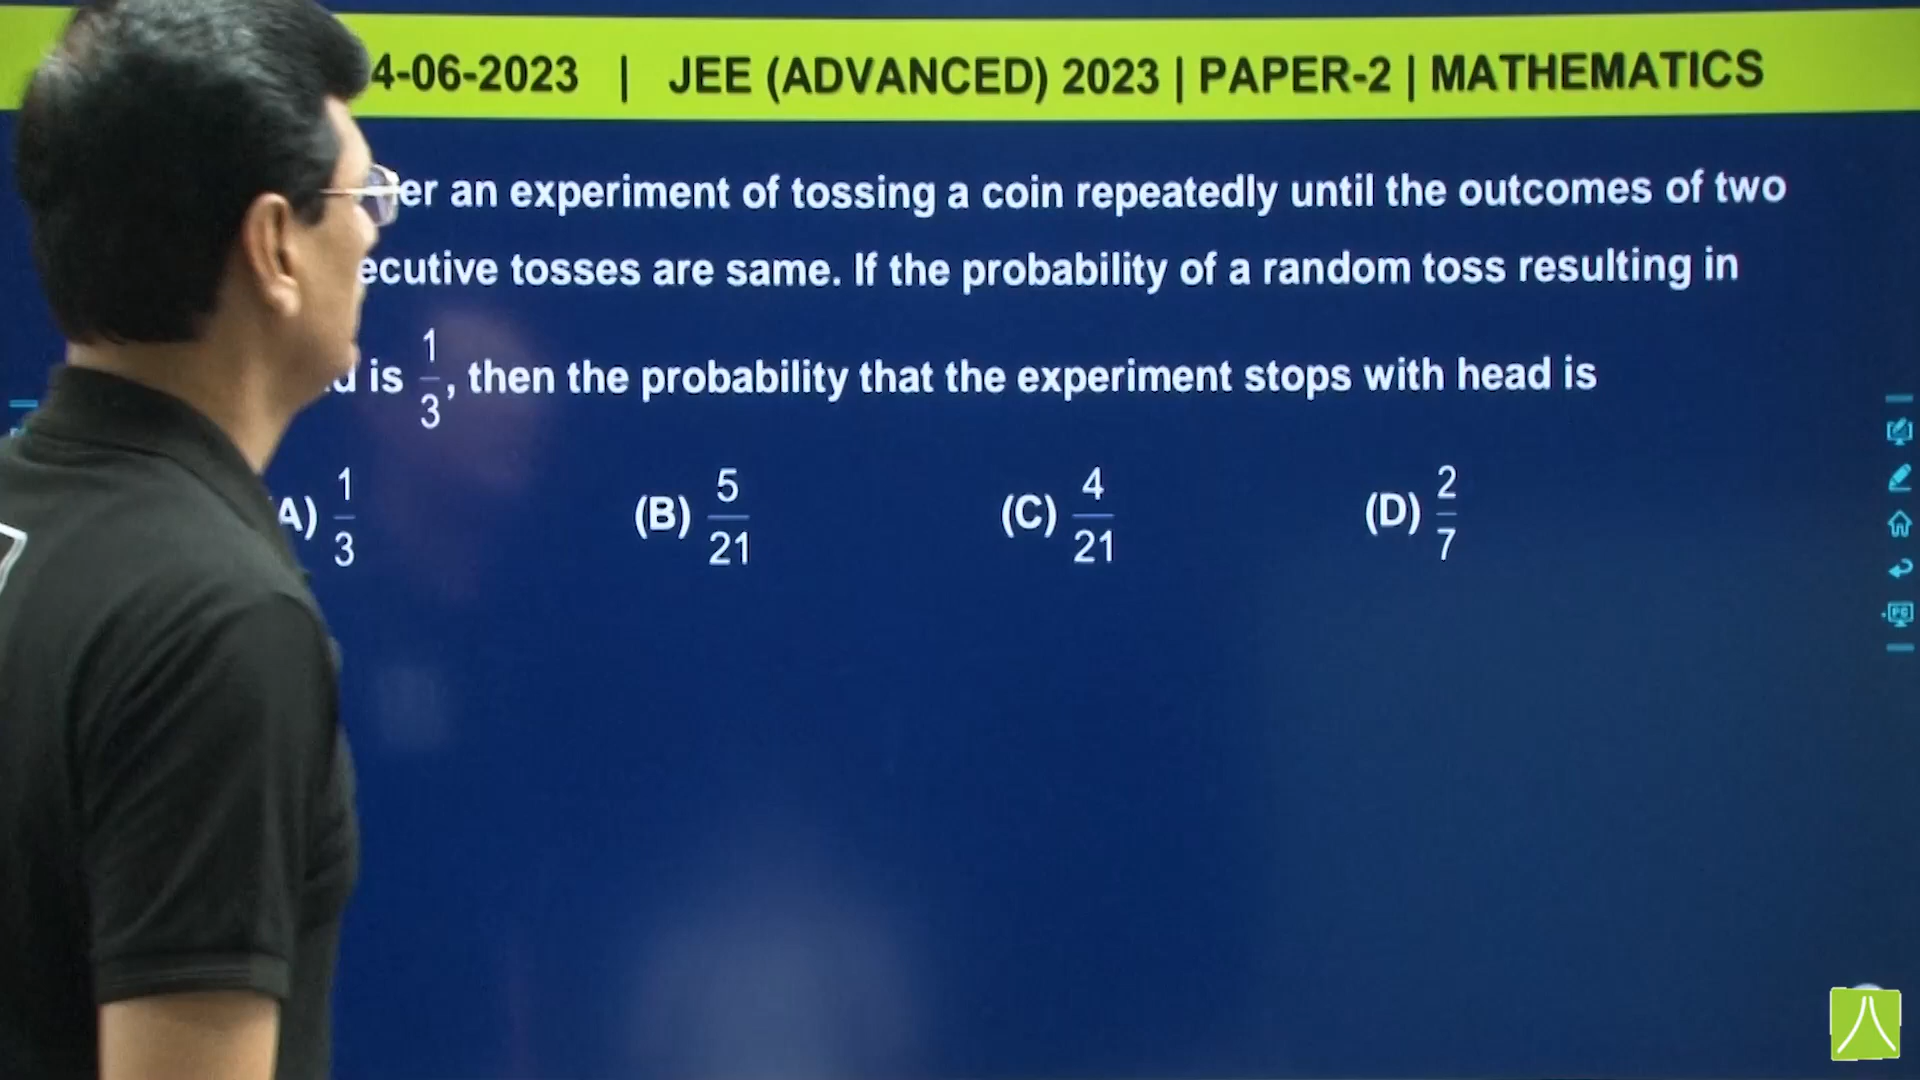 4-06-2023 | JEE (ADVANCED) 2023 | PAPER-2 | MATHEMATICS
an experiment of tossing a coin repeatedly until the outcomes of two
tosses are same. If the probability of a random toss resulting in
is 1/3, then the probability that the experiment stops with head is
A) 1/3 (B) 5/21 (C) 4/21 (D) 2/7